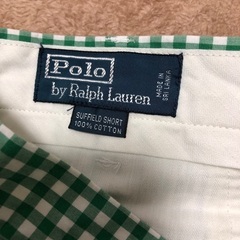 Polo
by Ralph Lauren
MADE IN
SRI LANKA
SUFFIELD SHORT
100% COTTON